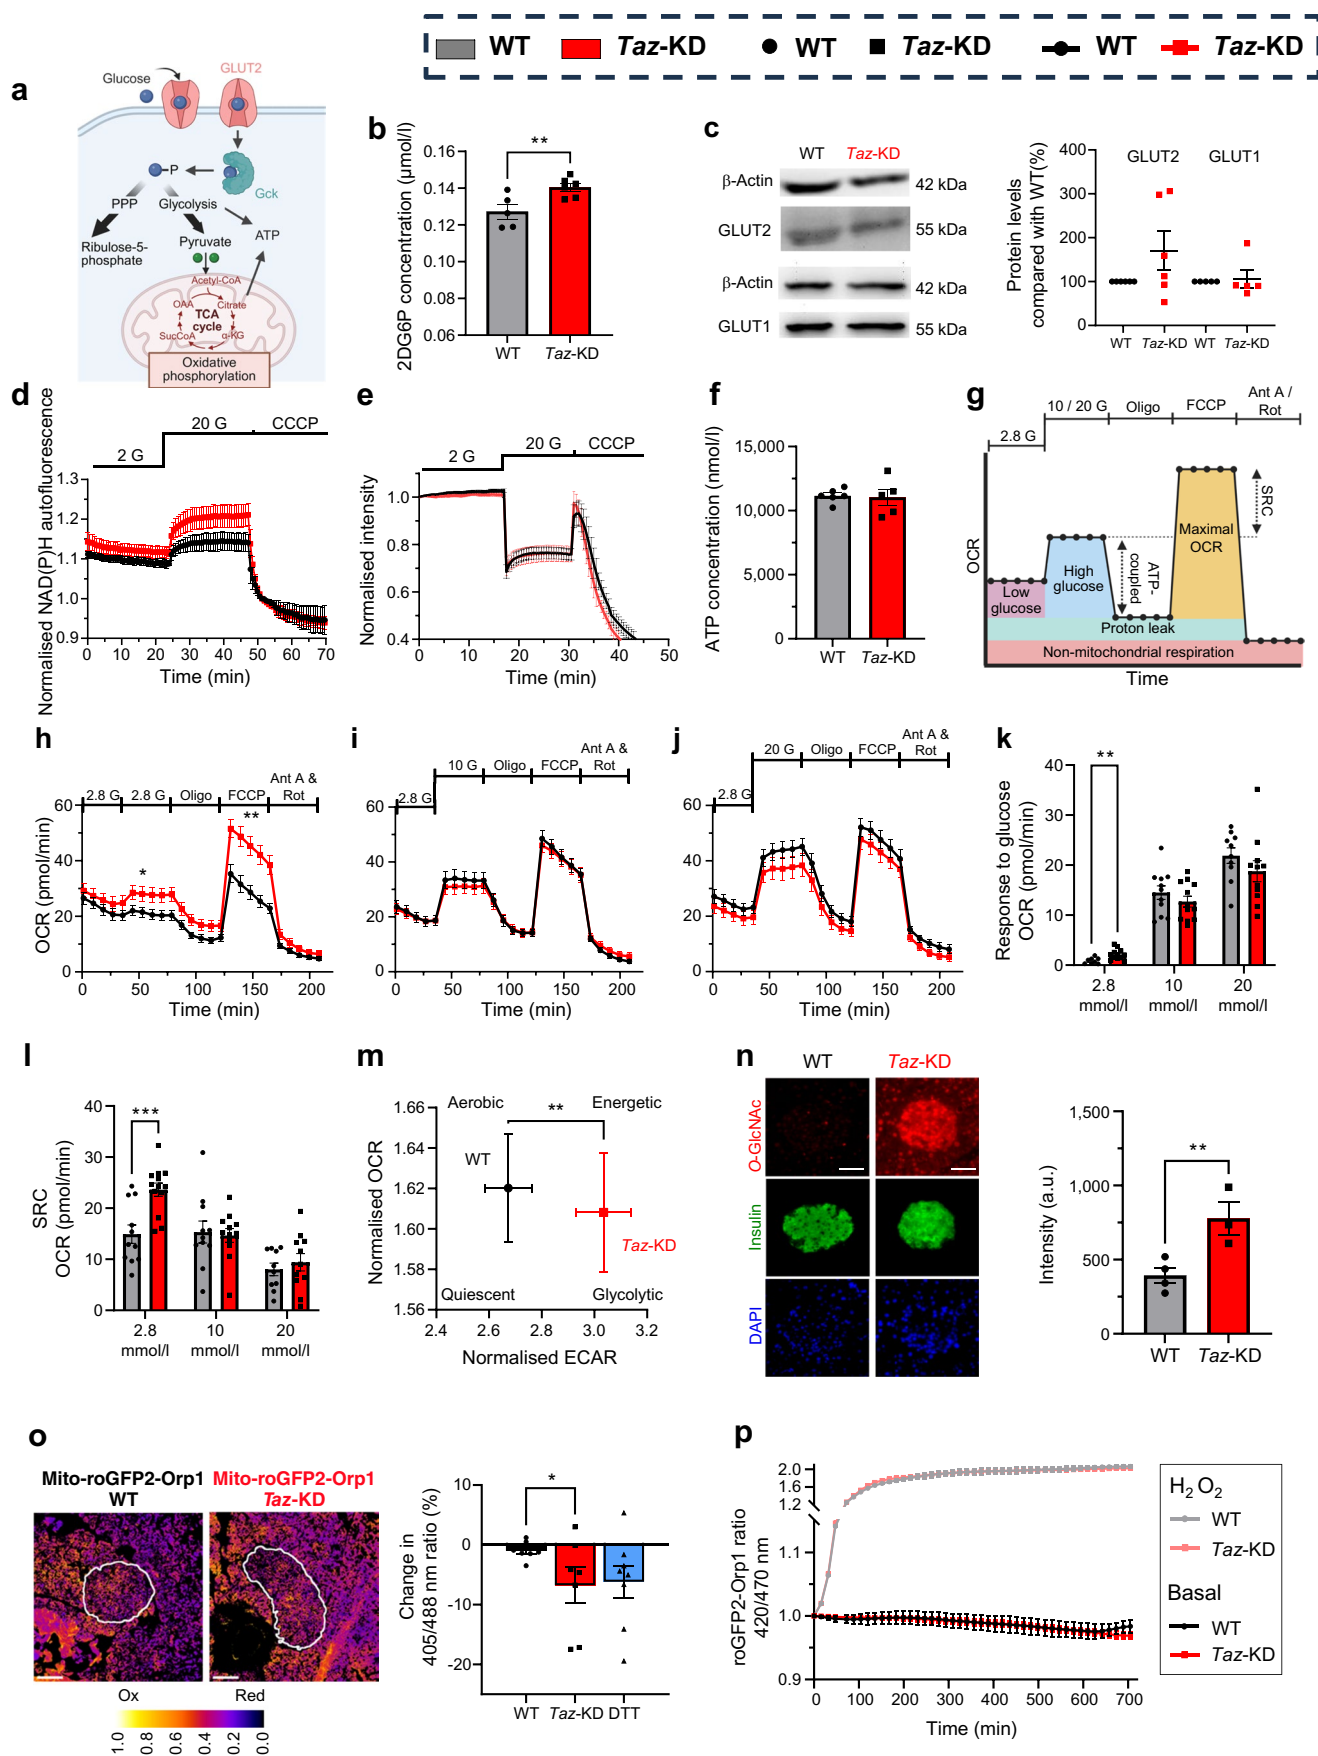 WT Taz-KD WT Taz-KD WT Taz-KD
a
Glucose
GLUT2
P
Gck
PPP
Glycolysis
ATP
Ribulose-5-
phosphate
Pyruvate
Acetyl-CoA
OAA
Citrate
TCA
cycle
SucCoA
α-KG
Oxidative
phosphorylation
b
2DG6P concentration (μmol/l)
0.16
0.14
0.12
0.10
0.08
0.06
**
WT
Taz-KD
c
WT Taz-KD
β-Actin 42 kDa
GLUT2 55 kDa
β-Actin 42 kDa
GLUT1 55 kDa
Protein levels
compared with WT(%)
400
300
200
100
0
GLUT2 GLUT1
WT Taz-KD WT Taz-KD
d
Normalised NAD(P)H autofluorescence
2 G
20 G
CCCP
1.3
1.2
1.1
1.0
0.9
0 10 20 30 40 50 60 70
Time (min)
e
Normalised intensity
2 G
20 G
CCCP
1.0
0.8
0.6
0.4
0 10 20 30 40 50
Time (min)
f
ATP concentration (nmol/l)
15,000
10,000
5,000
0
WT
Taz-KD
g
2.8 G
10 / 20 G
Oligo
FCCP
Ant A /
Rot
OCR
Low
glucose
High
glucose
ATP-
coupled
Maximal
OCR
SRC
Proton leak
Non-mitochondrial respiration
Time
h
2.8 G 2.8 G Oligo FCCP
Ant A &
Rot
OCR (pmol/min)
60
40
20
0
*
**
0 50 100 150 200
Time (min)
i
2.8 G
10 G Oligo FCCP
Ant A &
Rot
60
40
20
0
0 50 100 150 200
Time (min)
j
2.8 G
20 G Oligo FCCP
Ant A &
Rot
60
40
20
0
0 50 100 150 200
Time (min)
k
Response to glucose
OCR (pmol/min)
40
30
20
10
0
**
2.8 10 20
mmol/l mmol/l mmol/l
l
SRC
OCR (pmol/min)
40
30
20
10
0
***
2.8 10 20
mmol/l mmol/l mmol/l
m
Normalised OCR
1.66
1.64
1.62
1.60
1.58
1.56
Aerobic
Energetic
**
WT
Taz-KD
Quiescent
Glycolytic
2.4 2.6 2.8 3.0 3.2
Normalised ECAR
n
WT Taz-KD
O-GlcNAc
Insulin
DAPI
Intensity (a.u.)
1,500
1,000
500
0
**
WT Taz-KD
o
Mito-roGFP2-Orp1
WT
Mito-roGFP2-Orp1
Taz-KD
Ox
Red
1.0 0.8 0.6 0.4 0.2 0.0
Change in
405/488 nm ratio (%)
10
0
-10
-20
*
WT Taz-KD DTT
p
roGFP2-Orp1 ratio
420/470 nm
2.0
1.6
1.2
1.1
1.0
0.9
0 100 200 300 400 500 600 700
Time (min)
H2 O2
WT
Taz-KD
Basal
WT
Taz-KD